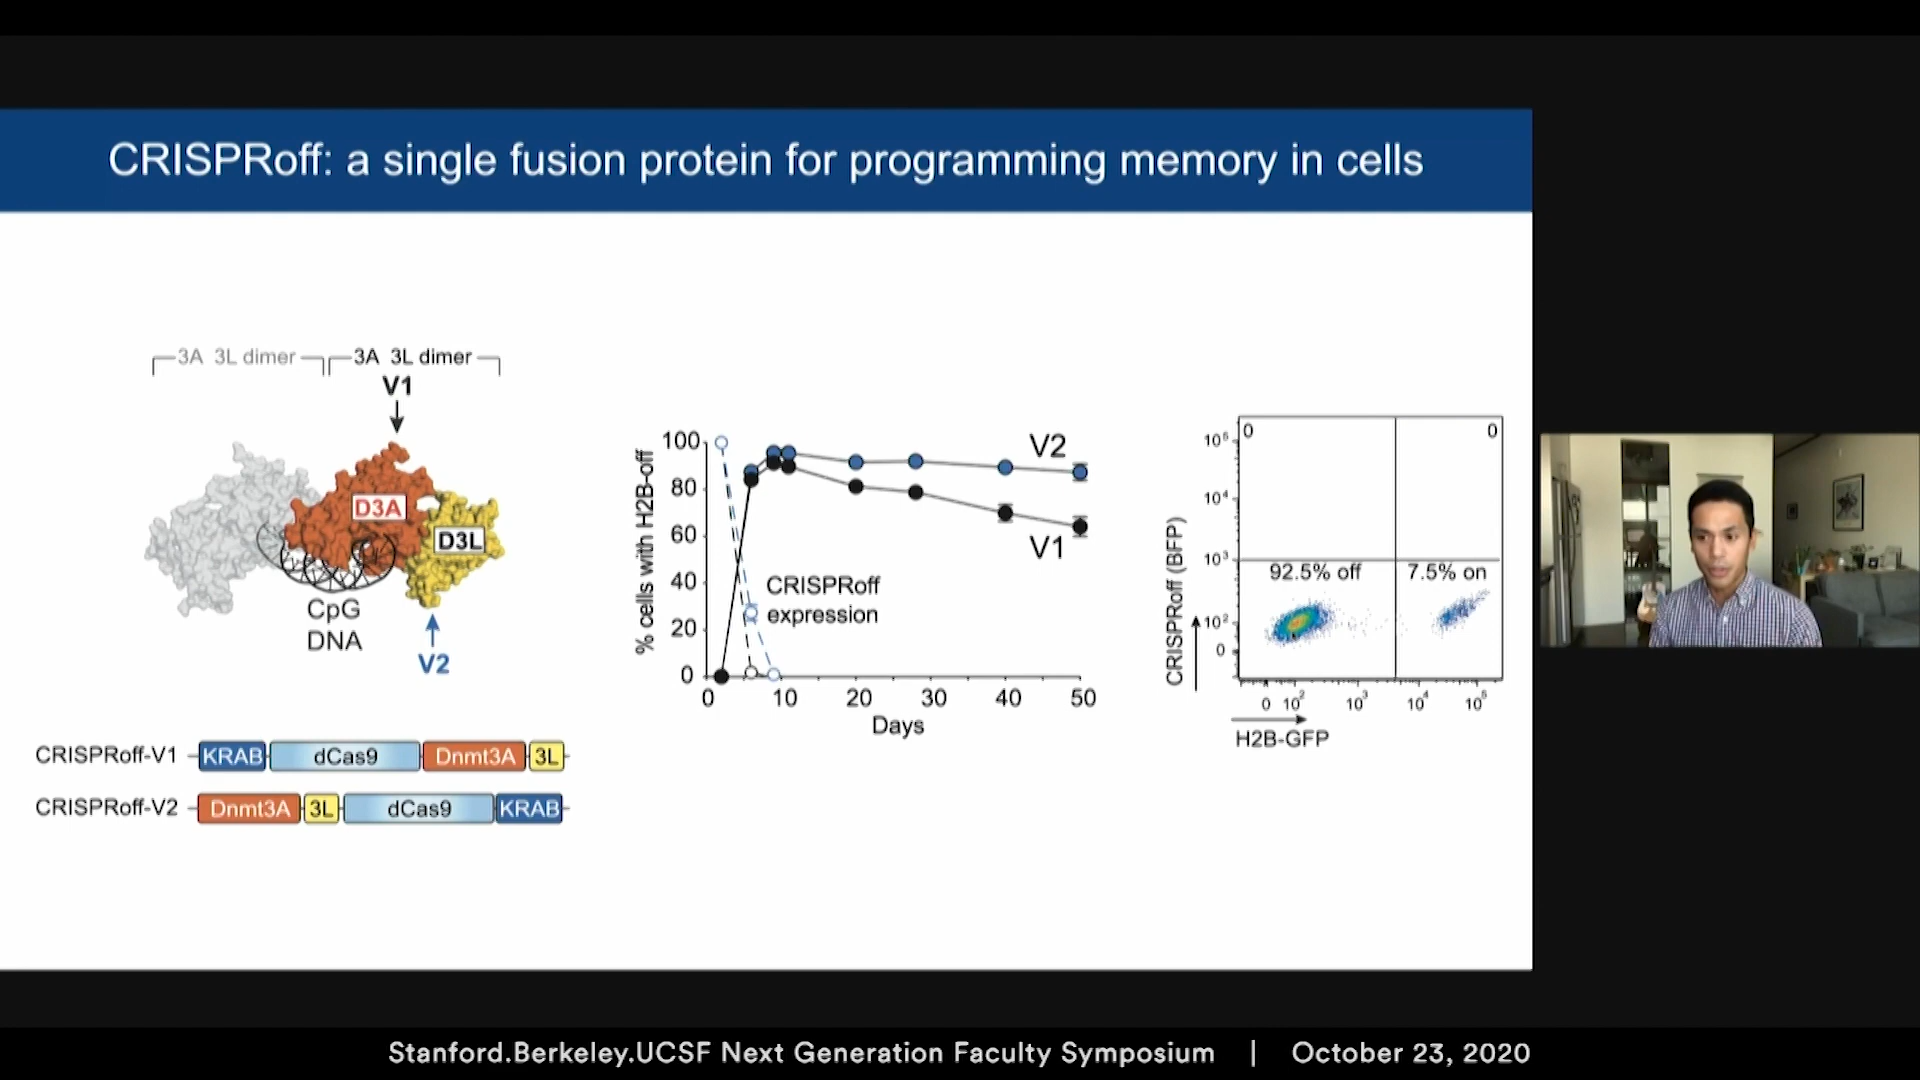 CRISPRoff: a single fusion protein for programming memory in cells
3A 3L dimer
3A 3L dimer
V1
D3A
D3L
CpG
DNA
V2
CRISPRoff-V1
KRAB
dCas9
Dnmt3A
3L
CRISPRoff-V2
Dnmt3A
3L
dCas9
KRAB
% cells with H2B-off
100
80
60
40
20
0
V2
V1
CRISPRoff
expression
0
10
20
30
40
50
Days
CRISPRoff (BFP)
10⁴
10³
10²
0
0
0
92.5% off
7.5% on
0
10²
10³
10⁴
H2B-GFP
Stanford.Berkeley.UCSF Next Generation Faculty Symposium | October 23, 2020